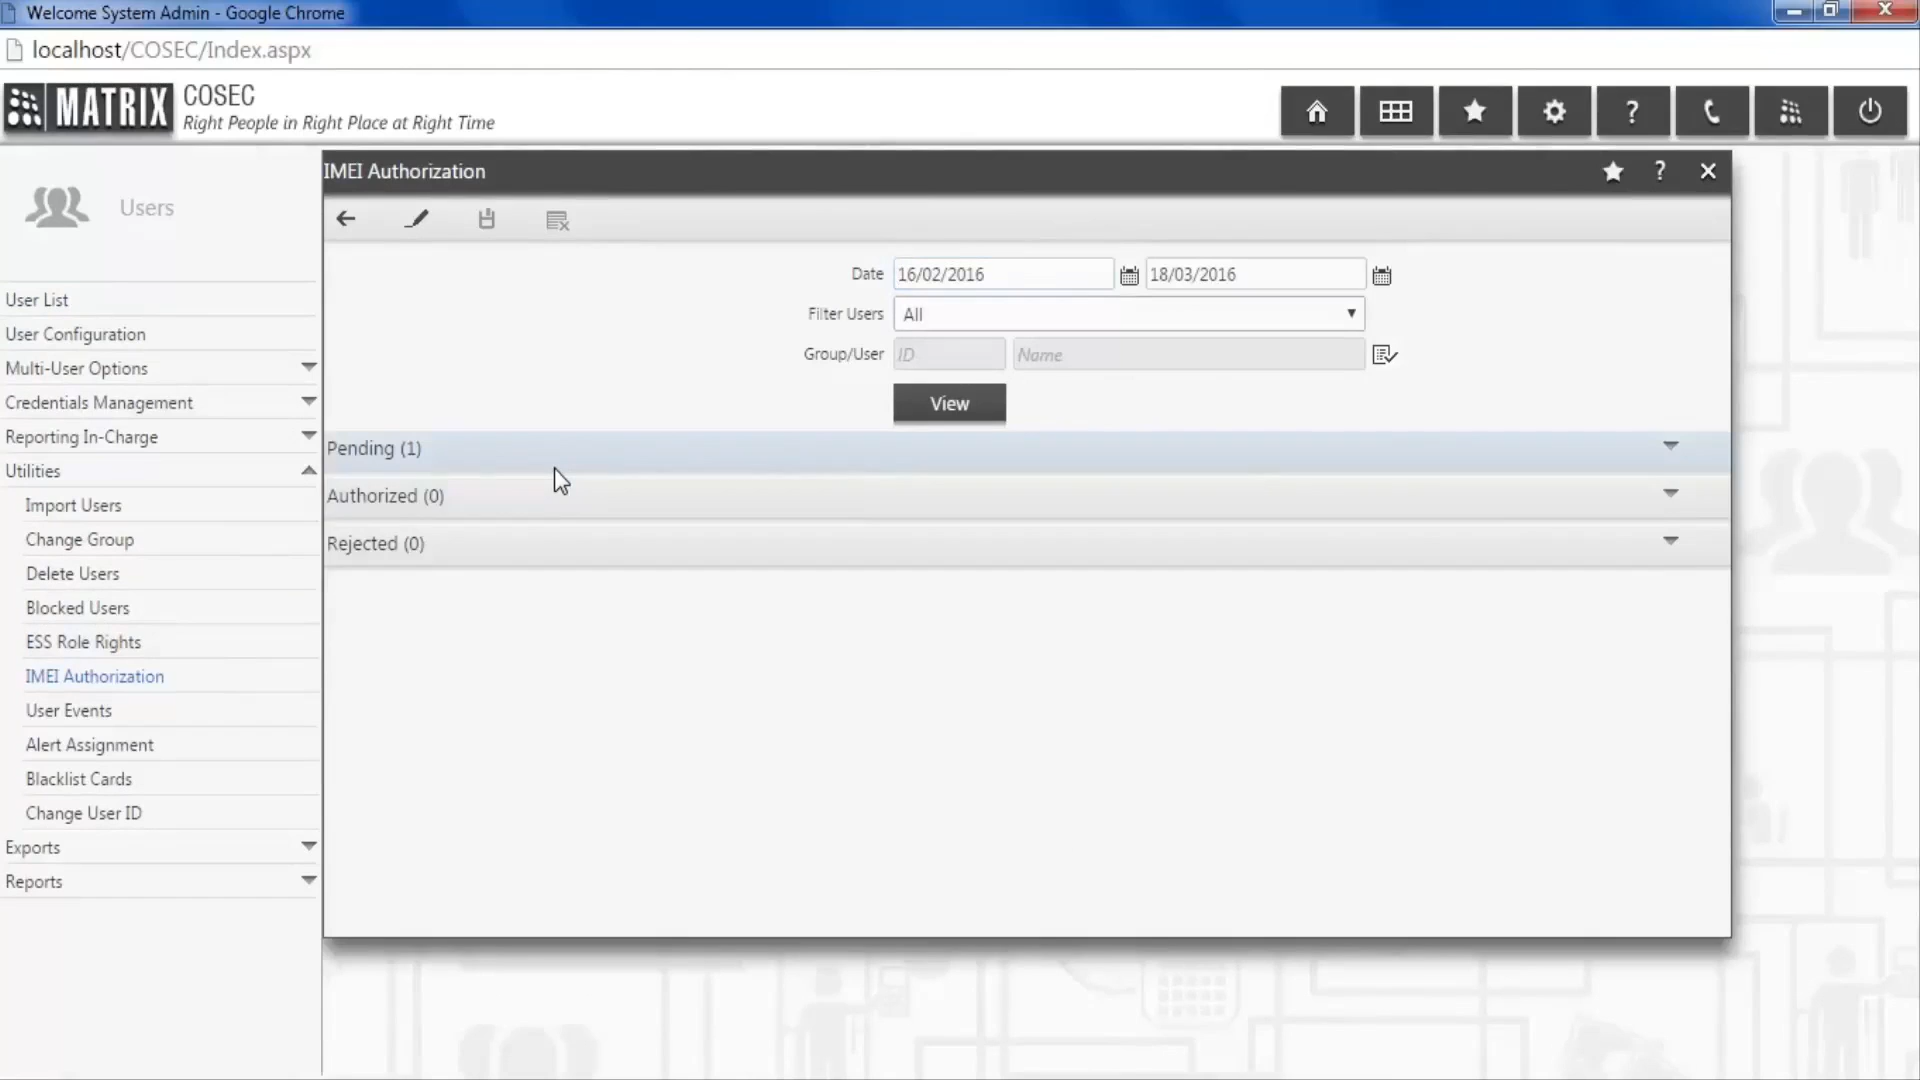 Welcome System Admin - Google Chrome
localhost/COSEC/Index.aspx
MATRIX
COSEC
Right People in Right Place at Right Time
?
Users
IMEI Authorization
?
Date 16/02/2016 18/03/2016
Filter Users All
Group/User ID Name
View
Pending (1)
Authorized (0)
Rejected (0)
User List
User Configuration
Multi-User Options
Credentials Management
Reporting In-Charge
Utilities
Import Users
Change Group
Delete Users
Blocked Users
ESS Role Rights
IMEI Authorization
User Events
Alert Assignment
Blacklist Cards
Change User ID
Exports
Reports